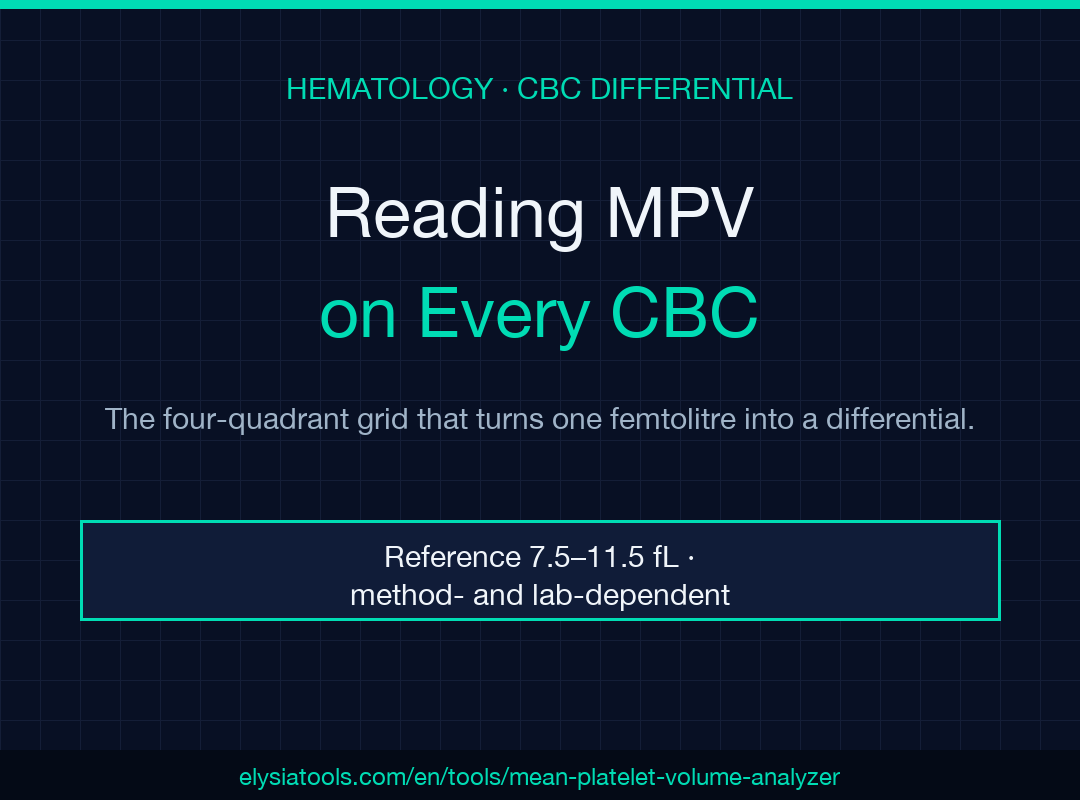 HEMATOLOGY · CBC DIFFERENTIAL
Reading MPV
on Every CBC
The four-quadrant grid that turns one femtolitre into a differential.
Reference 7.5–11.5 fL ·
method- and lab-dependent
elysiatools.com/en/tools/mean-platelet-volume-analyzer